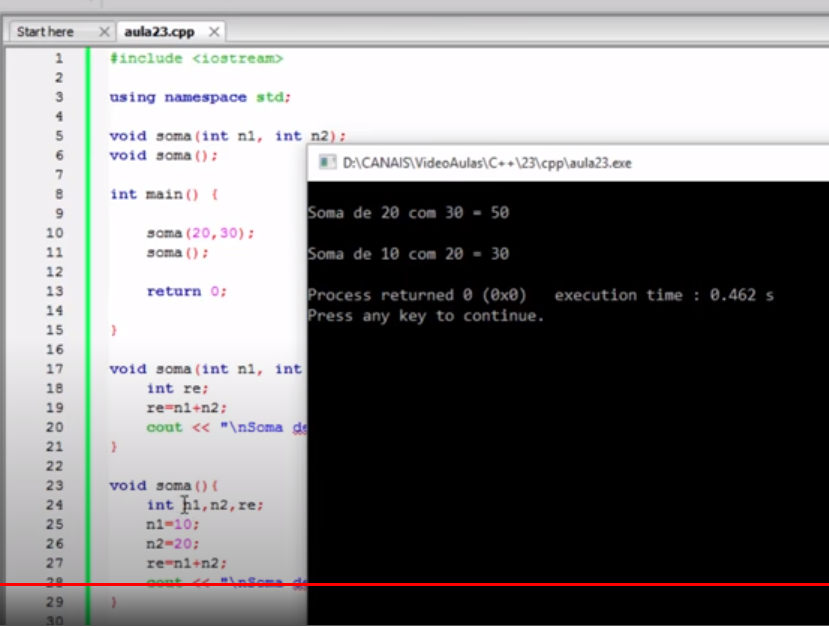 Start here aula23.cpp
1 #include <iostream>
2
3 using namespace std;
4
5 void soma(int n1, int n2);
6 void soma();
7
8 int main() {
9
10 soma(20,30);
11 soma();
12
13 return 0;
14
15 }
16
17 void soma(int n1, int
18 int re;
19 re=n1+n2;
20 cout << "\nSoma de
21 }
22
23 void soma(){
24 int n1,n2,re;
25 n1=10;
26 n2=20;
27 re=n1+n2;
28 cout << "\nSoma de
29 }
30
D:\CANAIS\VideoAulas\C++\23\cpp\aula23.exe
Soma de 20 com 30 = 50
Soma de 10 com 20 = 30
Process returned 0 (0x0) execution time : 0.462 s
Press any key to continue.